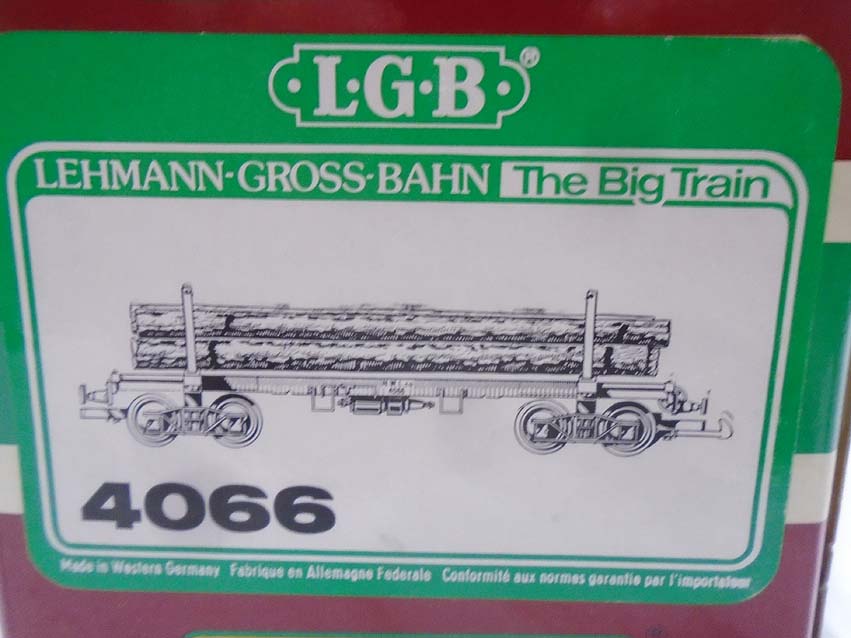 L·G·B®
LEHMANN-GROSS-BAHN The Big Train
4066
Made in Western Germany Fabrique en Allemagne Federale Conformité aux normes garantie par l'importateur